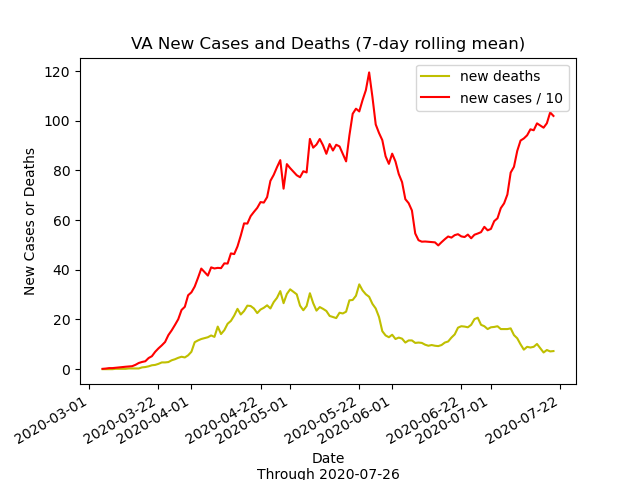 VA New Cases and Deaths (7-day rolling mean)
new deaths
new cases / 10
120
100
80
60
40
20
0
New Cases or Deaths
2020-03-01
2020-03-22
2020-04-01
2020-04-22
2020-05-01
2020-05-22
2020-06-01
2020-06-22
2020-07-01
2020-07-22
Date
Through 2020-07-26